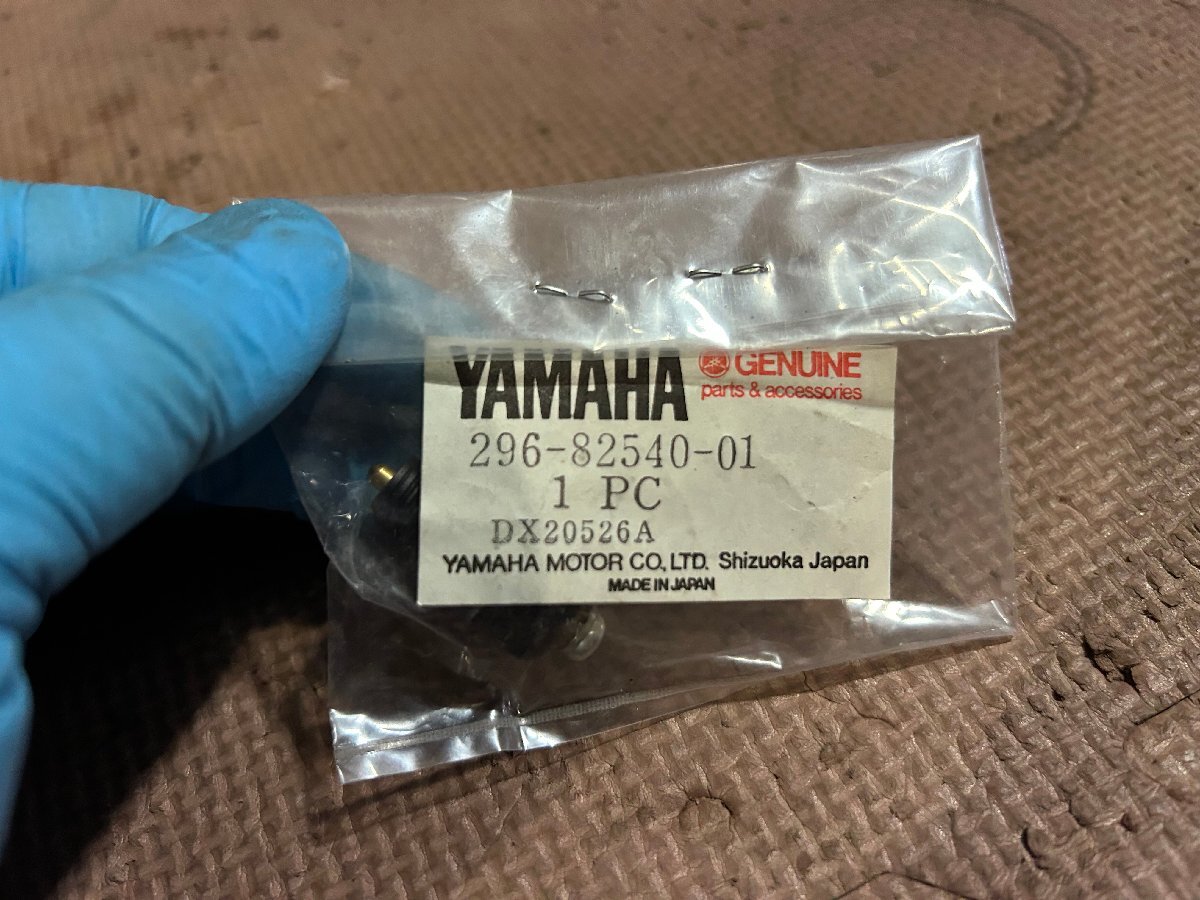 YAMAHA GENUINE
parts & accessories
296-82540-01
1 PC
DX20526A
YAMAHA MOTOR CO., LTD. Shizuoka Japan
MADE IN JAPAN